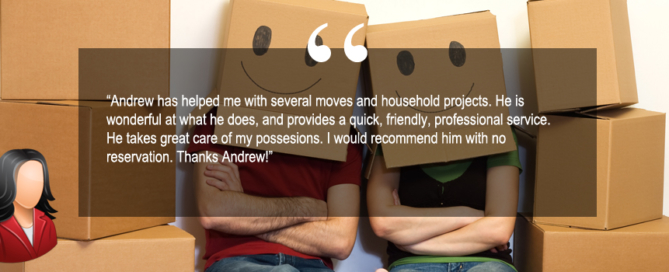 “Andrew has helped me with several moves and household projects. He is
wonderful at what he does, and provides a quick, friendly, professional service.
He takes great care of my possesions. I would recommend him with no
reservation. Thanks Andrew!”